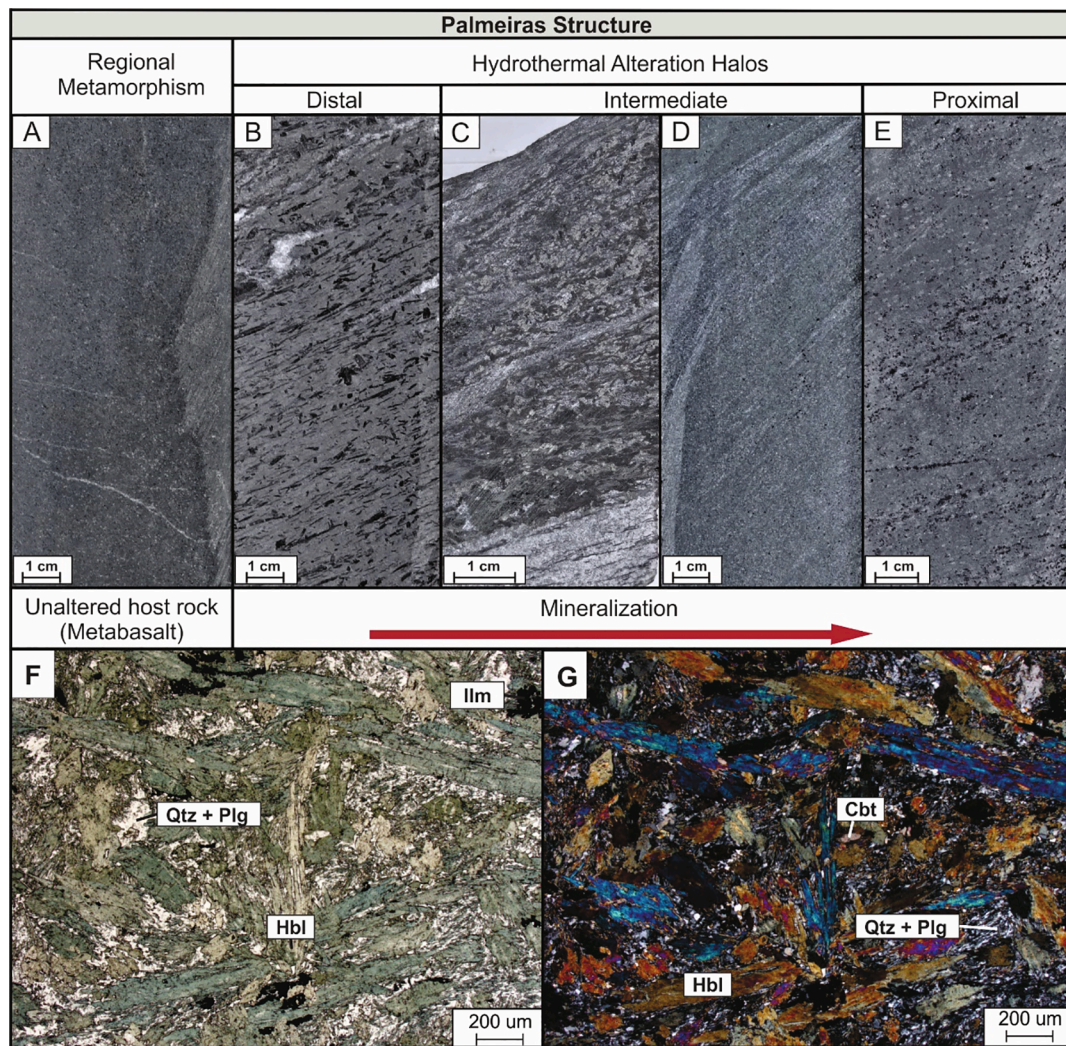 Palmeiras Structure
Regional
Metamorphism
Hydrothermal Alteration Halos
Distal
Intermediate
Proximal
A
B
C
D
E
1 cm
1 cm
1 cm
1 cm
1 cm
Unaltered host rock
(Metabasalt)
Mineralization
F
Ilm
Qtz + Plg
Hbl
200 um
G
Cbt
Qtz + Plg
Hbl
200 um